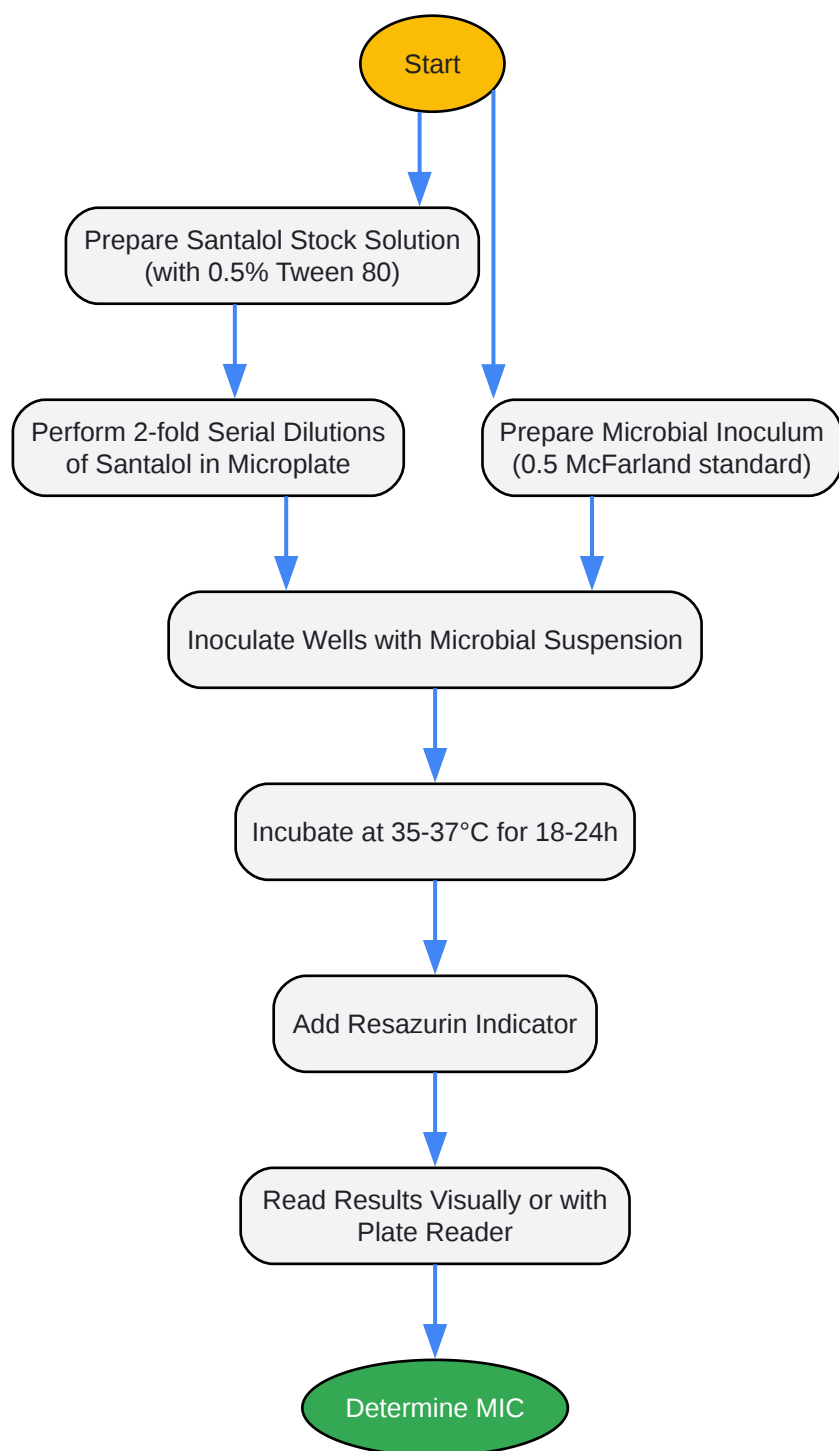 Start
Prepare Santalol Stock Solution
(with 0.5% Tween 80)
Perform 2-fold Serial Dilutions
of Santalol in Microplate
Prepare Microbial Inoculum
(0.5 McFarland standard)
Inoculate Wells with Microbial Suspension
Incubate at 35-37°C for 18-24h
Add Resazurin Indicator
Read Results Visually or with
Plate Reader
Determine MIC